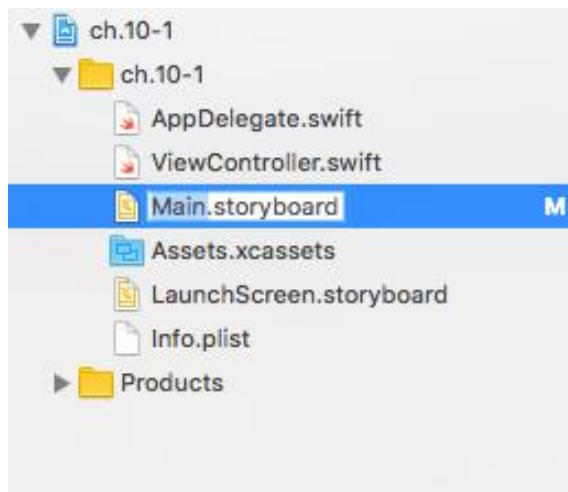 ch.10-1
ch.10-1
AppDelegate.swift
ViewController.swift
Main.storyboard M
Assets.xcassets
LaunchScreen.storyboard
Info.plist
Products